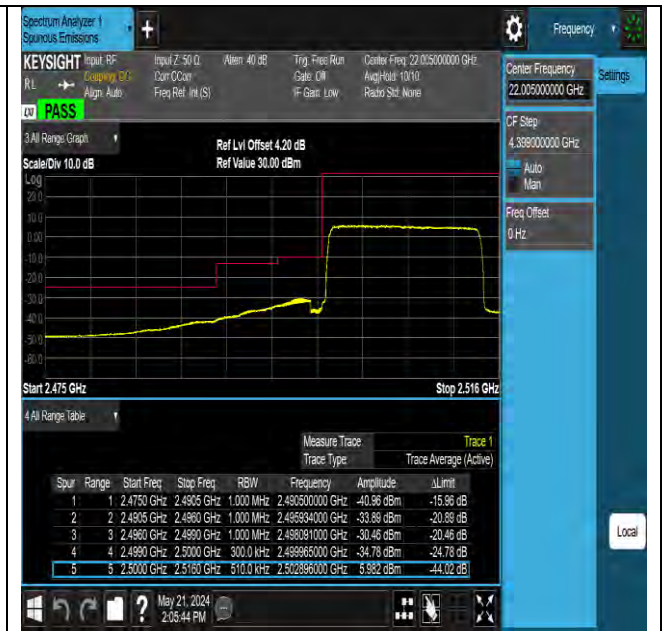 Spectrum Analyzer 1
Spurious Emissions
+
Frequency
KEYSIGHT Input: RF Input Z: 50 Ω Atten: 40 dB Trig: Free Run Center Freq: 22.005000000 GHz
RL Coupling: DC Corr CCorr Gate: Off Avg|Hold: 10/10
Align: Auto Freq Ref: Int (S) IF Gain: Low Radio Std: None
PASS
Center Frequency
22.005000000 GHz
Settings
CF Step
4.399000000 GHz
Auto
Man
Freq Offset
0 Hz
3 All Range Graph
Ref Lvl Offset 4.20 dB
Scale/Div 10.0 dB Ref Value 30.00 dBm
Log
20.0
10.0
0.00
-10.0
-20.0
-30.0
-40.0
-50.0
-60.0
Start 2.475 GHz Stop 2.516 GHz
4 All Range Table
Measure Trace Trace 1
Trace Type Trace Average (Active)
Spur Range Start Freq Stop Freq RBW Frequency Amplitude ΔLimit
1 1 2.4750 GHz 2.4905 GHz 1.000 MHz 2.490500000 GHz -40.96 dBm -15.96 dB
2 2 2.4905 GHz 2.4960 GHz 1.000 MHz 2.495934000 GHz -33.89 dBm -20.89 dB
3 3 2.4960 GHz 2.4990 GHz 1.000 MHz 2.498091000 GHz -30.46 dBm -20.46 dB
4 4 2.4990 GHz 2.5000 GHz 300.0 kHz 2.499965000 GHz -34.78 dBm -24.78 dB
5 5 2.5000 GHz 2.5160 GHz 510.0 kHz 2.502896000 GHz 5.982 dBm -44.02 dB
Local
?
May 21, 2024
2:05:44 PM